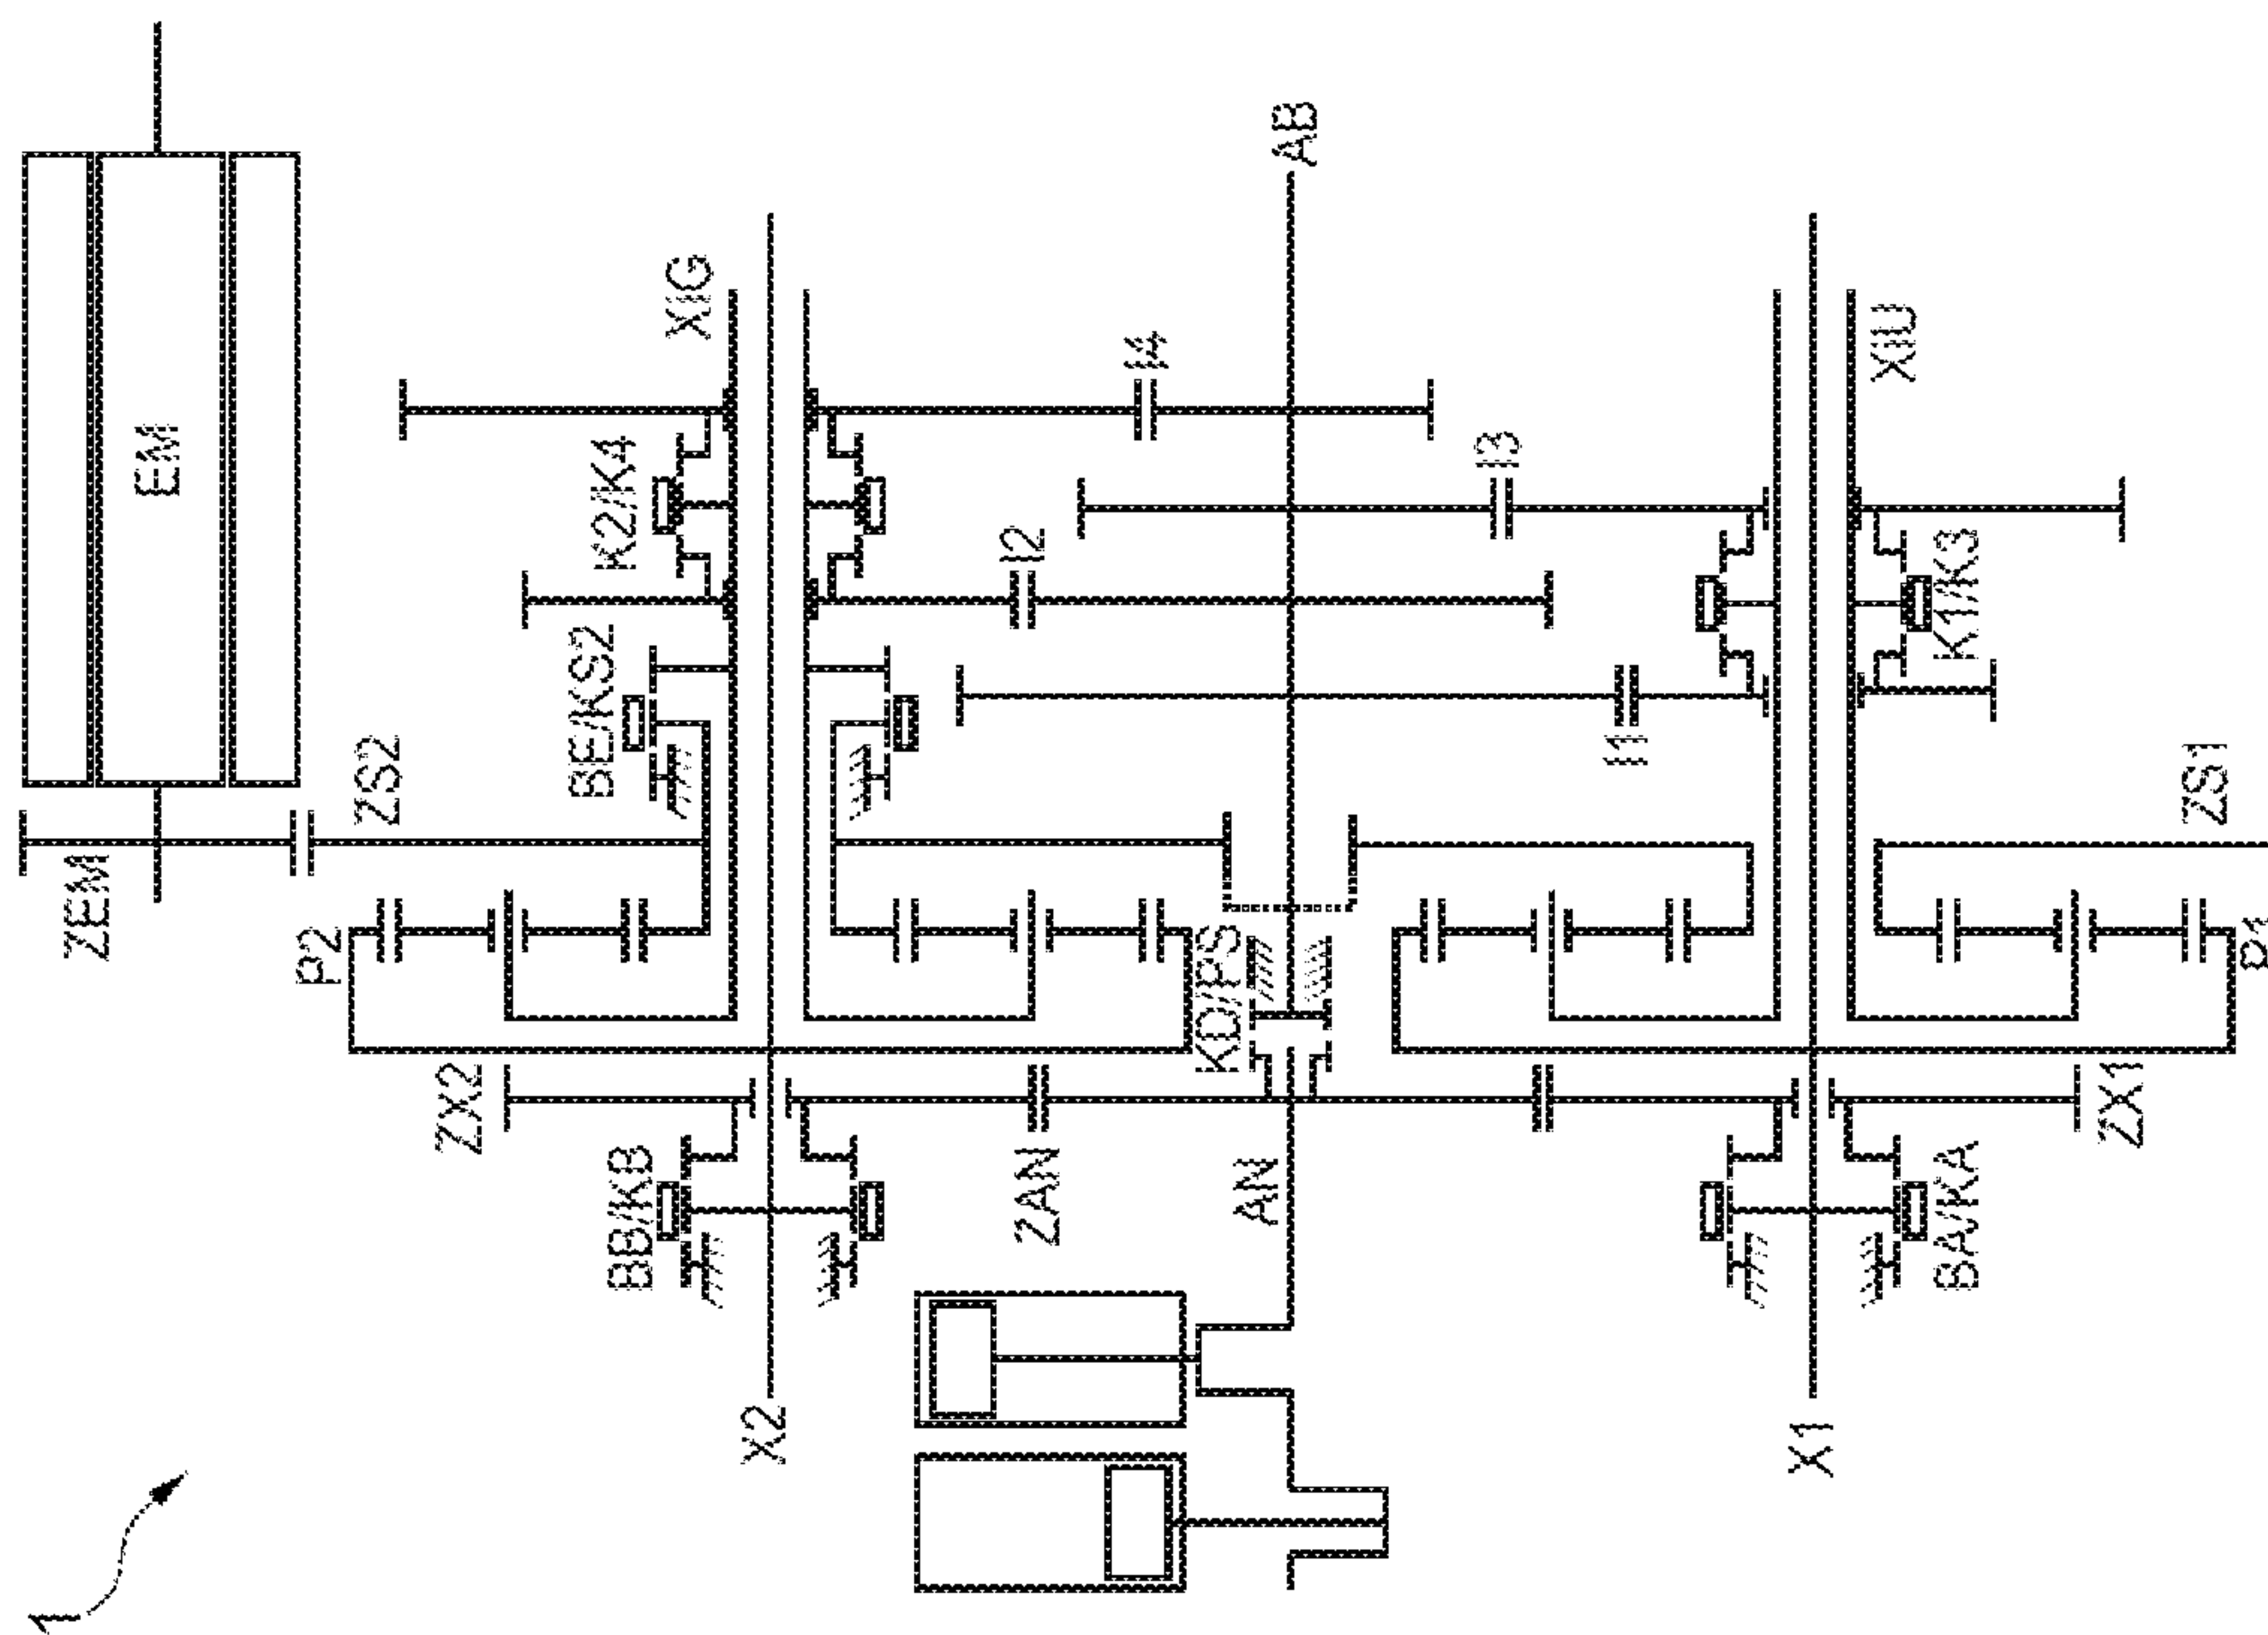 1
EM
ZEM
ZS2
P2
XIG
K2/K4
BE/KS2
I4
I2
AB
I3
I1
KD/PS
ZX2
BB/KB
ZAN
AN
X2
XIU
K1/K3
ZS1
P1
ZX1
BA/KA
X1